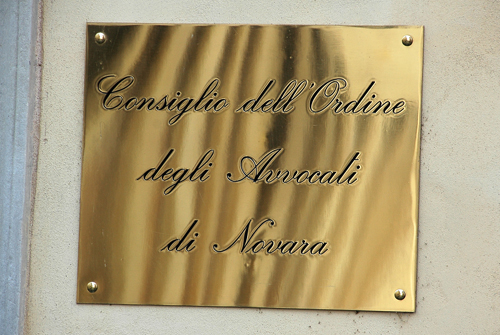 Consiglio dell'Ordine
degli Avvocati
di Novara